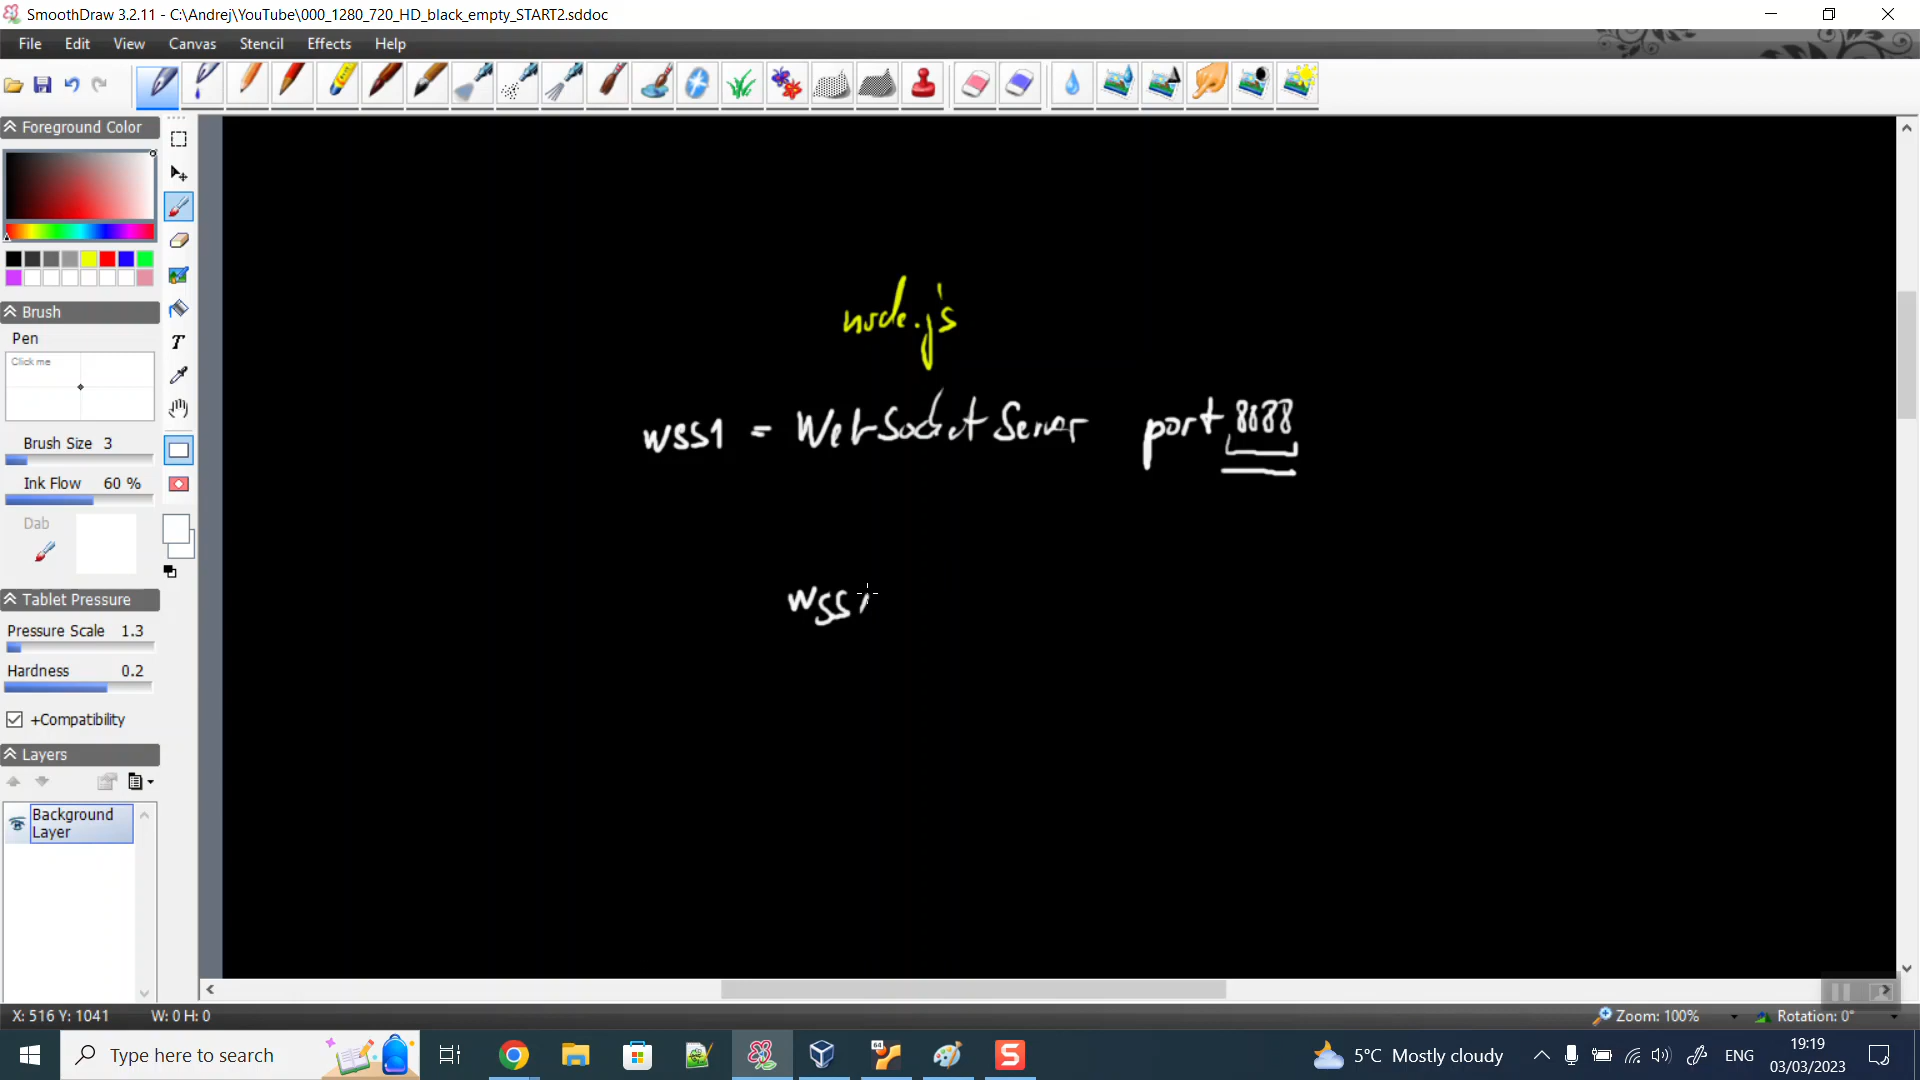 SmoothDraw 3.2.11 - C:\Andrej\YouTube\000_1280_720_HD_black_empty_START2.sddoc
File Edit View Canvas Stencil Effects Help
Foreground Color
Brush
Pen
Click me
Brush Size 3
Ink Flow 60 %
Dab
Tablet Pressure
Pressure Scale 1.3
Hardness 0.2
+Compatibility
Layers
Background
Layer
node.js
wss1 = WebSocket Server port 8888
wss1
X: 516 Y: 1041 W: 0 H: 0
Zoom: 100% Rotation: 0°
Type here to search
5°C Mostly cloudy
ENG
19:19
03/03/2023